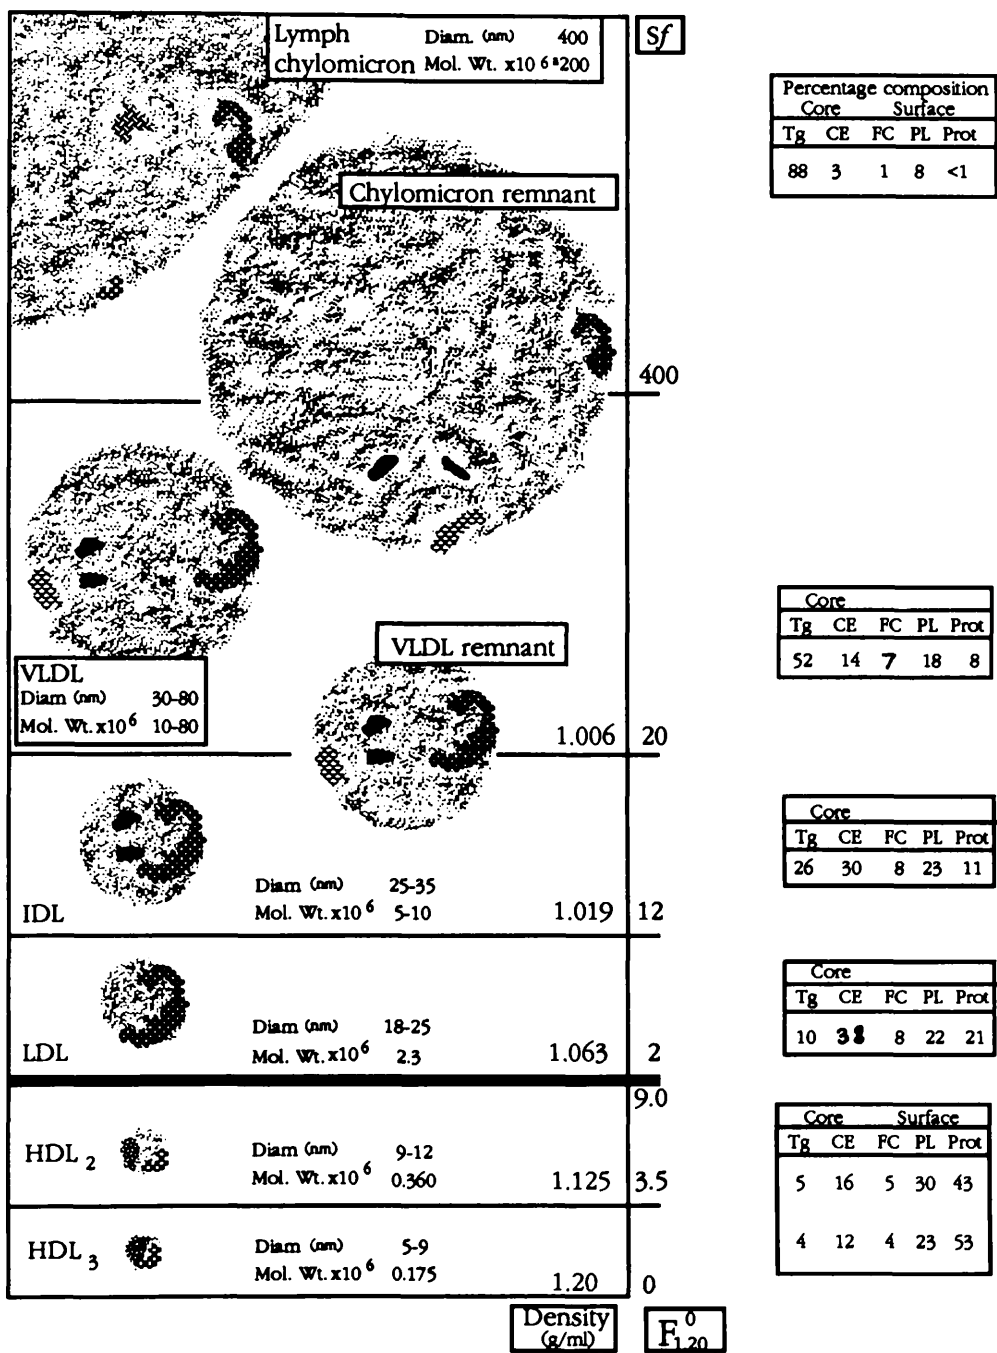 Lymph Diam. (nm) 400
chylomicron Mol. Wt. x10 6 a200
Sf
Percentage composition
Core Surface
Tg CE FC PL Prot
88 3 1 8 <1
Chylomicron remnant
400
Core
Tg CE FC PL Prot
52 14 7 18 8
VLDL remnant
VLDL
Diam (nm) 30-80
Mol. Wt. x10 6 10-80
1.006 20
Core
Tg CE FC PL Prot
26 30 8 23 11
Diam (nm) 25-35
IDL Mol. Wt. x10 6 5-10 1.019 12
Core
Tg CE FC PL Prot
10 38 8 22 21
Diam (nm) 18-25
LDL Mol. Wt. x10 6 2.3 1.063 2
9.0
Core Surface
Tg CE FC PL Prot
HDL 2 Diam (nm) 9-12
Mol. Wt. x10 6 0.360 1.125 3.5
5 16 5 30 43
HDL 3 Diam (nm) 5-9
Mol. Wt. x10 6 0.175 1.20 0
4 12 4 23 53
Density
(g/ml)
F 0 1.20